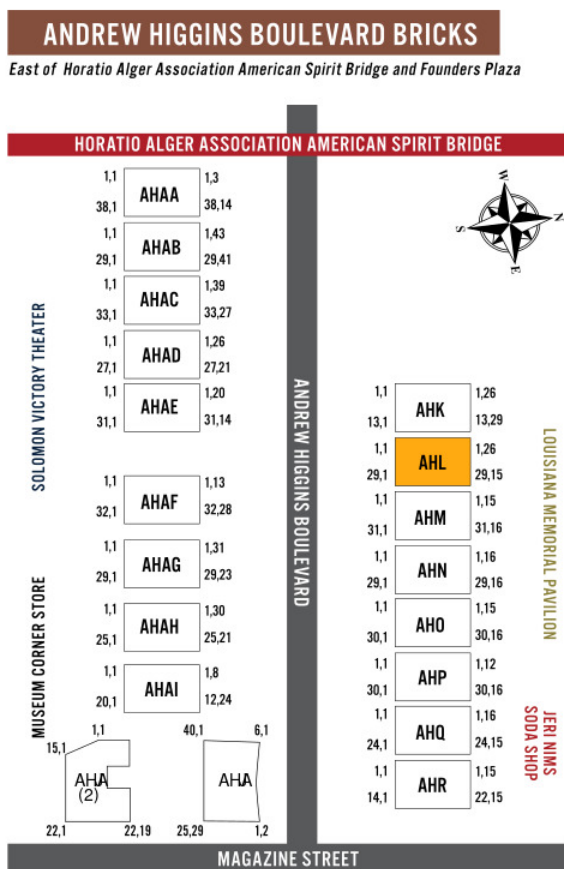 ANDREW HIGGINS BOULEVARD BRICKS
East of Horatio Alger Association American Spirit Bridge and Founders Plaza
HORATIO ALGER ASSOCIATION AMERICAN SPIRIT BRIDGE
W
N
S
E
1,1 1,3
AHAA
38,1 38,14
1,1 1,43
AHAB
29,1 29,41
1,1 1,39
AHAC
33,1 33,27
1,1 1,26
AHAD
27,1 27,21
1,1 1,20
AHAE
31,1 31,14
1,1 1,13
AHAF
32,1 32,28
1,1 1,31
AHAG
29,1 29,23
1,1 1,30
AHAH
25,1 25,21
1,1 1,8
AHAI
20,1 12,24
1,1
15,1
AHA
(2)
22,1 22,19
40,1 6,1
AHA
25,29 1,2
SOLOMON VICTORY THEATER
MUSEUM CORNER STORE
ANDREW HIGGINS BOULEVARD
1,1 1,26
AHK
13,1 13,29
1,1 1,26
AHL
29,1 29,15
1,1 1,15
AHM
31,1 31,16
1,1 1,16
AHN
29,1 29,16
1,1 1,15
AHO
30,1 30,16
1,1 1,12
AHP
30,1 30,16
1,1 1,16
AHQ
24,1 24,15
1,1 1,15
AHR
14,1 22,15
LOUISIANA MEMORIAL PAVILION
JERI NIMS
SODA SHOP
MAGAZINE STREET